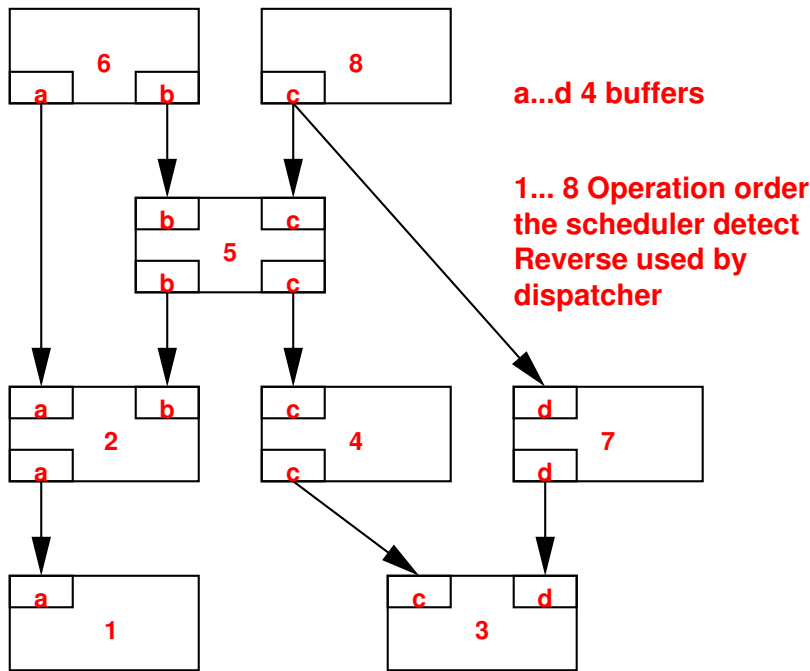 6
8
a
b
c
a...d 4 buffers
1... 8 Operation order
the scheduler detect
Reverse used by
dispatcher
b
c
5
b
c
a
b
c
d
2
4
7
a
c
d
a
c
d
1
3